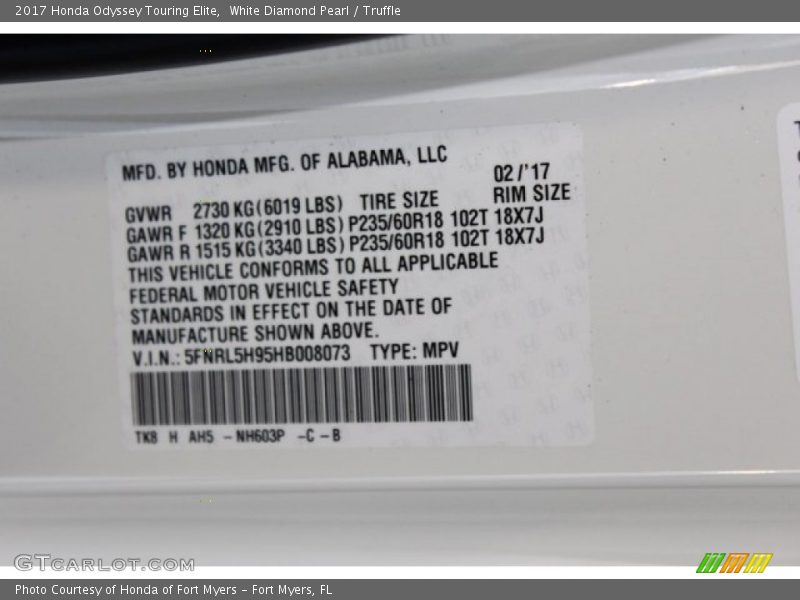 2017 Honda Odyssey Touring Elite,  White Diamond Pearl / Truffle
MFD. BY HONDA MFG. OF ALABAMA, LLC
02/'17
GVWR 2730 KG(6019 LBS) TIRE SIZE RIM SIZE
GAWR F 1320 KG(2910 LBS) P235/60R18 102T 18X7J
GAWR R 1515 KG(3340 LBS) P235/60R18 102T 18X7J
THIS VEHICLE CONFORMS TO ALL APPLICABLE
FEDERAL MOTOR VEHICLE SAFETY
STANDARDS IN EFFECT ON THE DATE OF
MANUFACTURE SHOWN ABOVE.
V.I.N.: 5FNRL5H95HB008073 TYPE: MPV
TK8 H AH5 -NH603P -C-B
GTCARLOT.COM
Photo Courtesy of Honda of Fort Myers - Fort Myers, FL